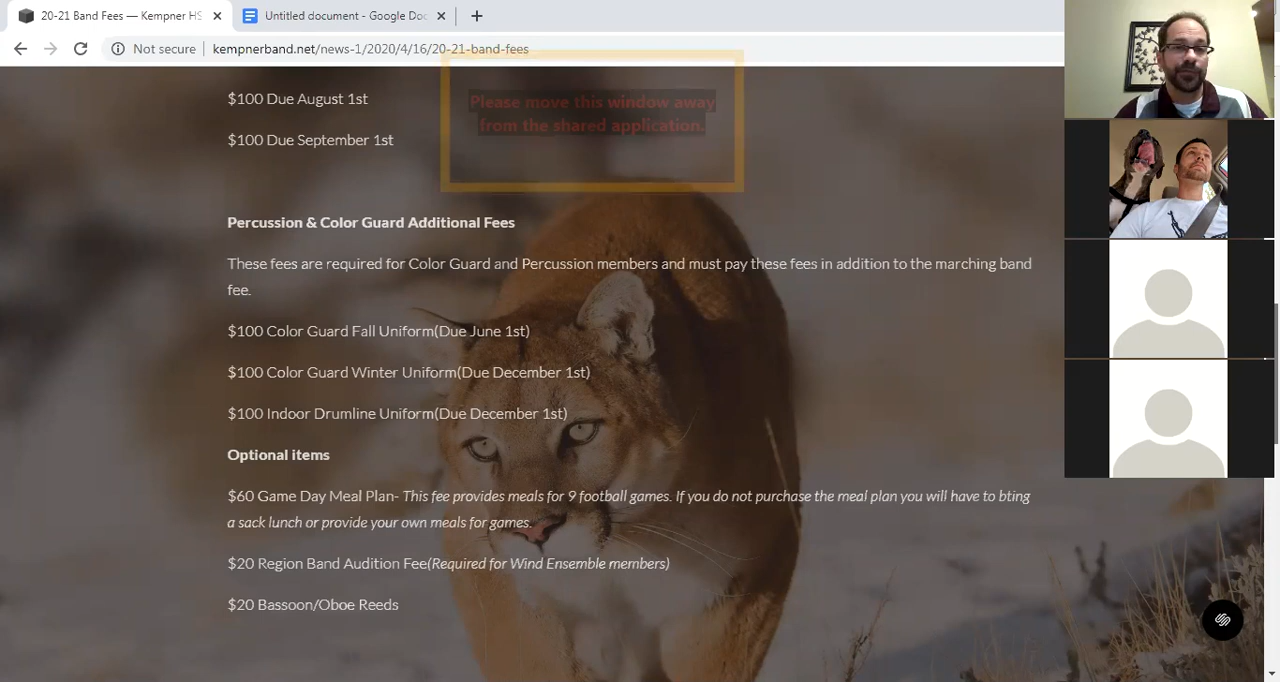 20-21 Band Fees — Kempner HS
Untitled document - Google Doc
Not secure
kempnerband.net/news-1/2020/4/16/20-21-band-fees
$100 Due August 1st
Please move this window away
from the shared application.
$100 Due September 1st
Percussion & Color Guard Additional Fees
These fees are required for Color Guard and Percussion members and must pay these fees in addition to the marching band
fee.
$100 Color Guard Fall Uniform(Due June 1st)
$100 Color Guard Winter Uniform(Due December 1st)
$100 Indoor Drumline Uniform(Due December 1st)
Optional items
$60 Game Day Meal Plan- This fee provides meals for 9 football games. If you do not purchase the meal plan you will have to bting
a sack lunch or provide your own meals for games.
$20 Region Band Audition Fee(Required for Wind Ensemble members)
$20 Bassoon/Oboe Reeds